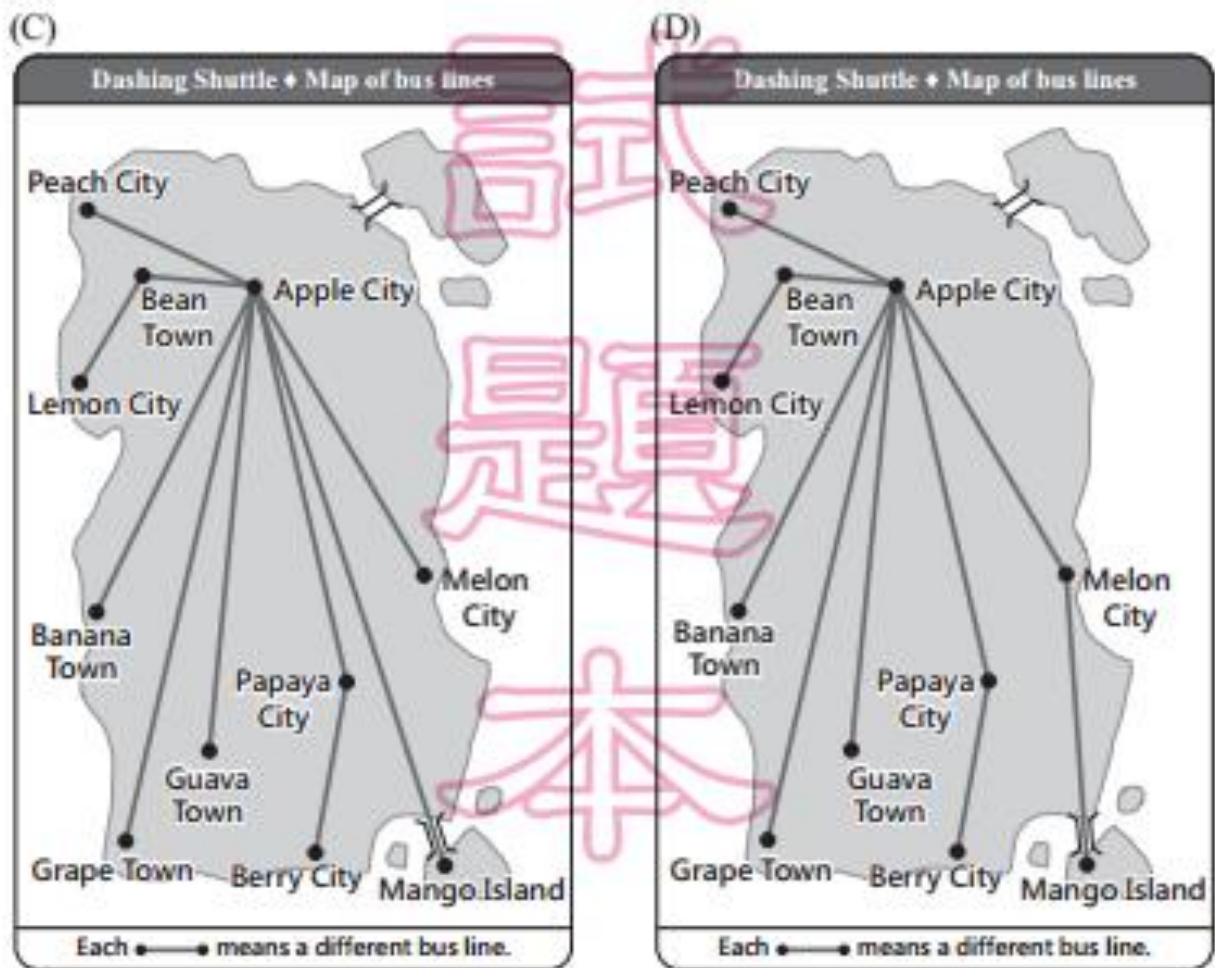 (C)
Dashing Shuttle ♦ Map of bus lines
Peach City
Apple City
Bean
Town
Lemon City
Melon
City
Banana
Town
Papaya
City
Guava
Town
Grape Town
Berry City
Mango Island
Each means a different bus line.
(D)
Dashing Shuttle ♦ Map of bus lines
Peach City
Apple City
Bean
Town
Lemon City
Melon
City
Banana
Town
Papaya
City
Guava
Town
Grape Town
Berry City
Mango Island
Each means a different bus line.
試
題
本